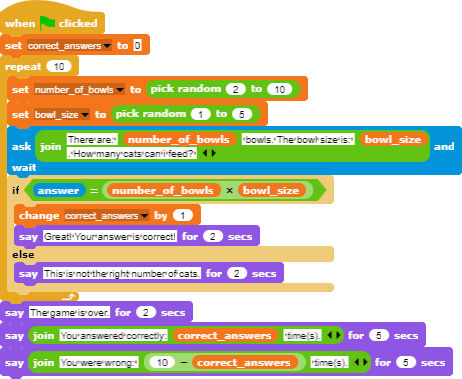 when clicked
set correct_answers to 0
repeat 10
set number_of_bowls to pick random 2 to 10
set bowl_size to pick random 1 to 5
ask join There are: number_of_bowls bowls. The bowl size is: bowl_size and
. How many cats can i feed?
wait
if answer = number_of_bowls × bowl_size
change correct_answers by 1
say Great! Your answer is correct! for 2 secs
else
say This is not the right number of cats. for 2 secs
say The game is over. for 2 secs
say join You answered correctly: correct_answers time(s). for 5 secs
say join You were wrong: 10 − correct_answers time(s). for 5 secs